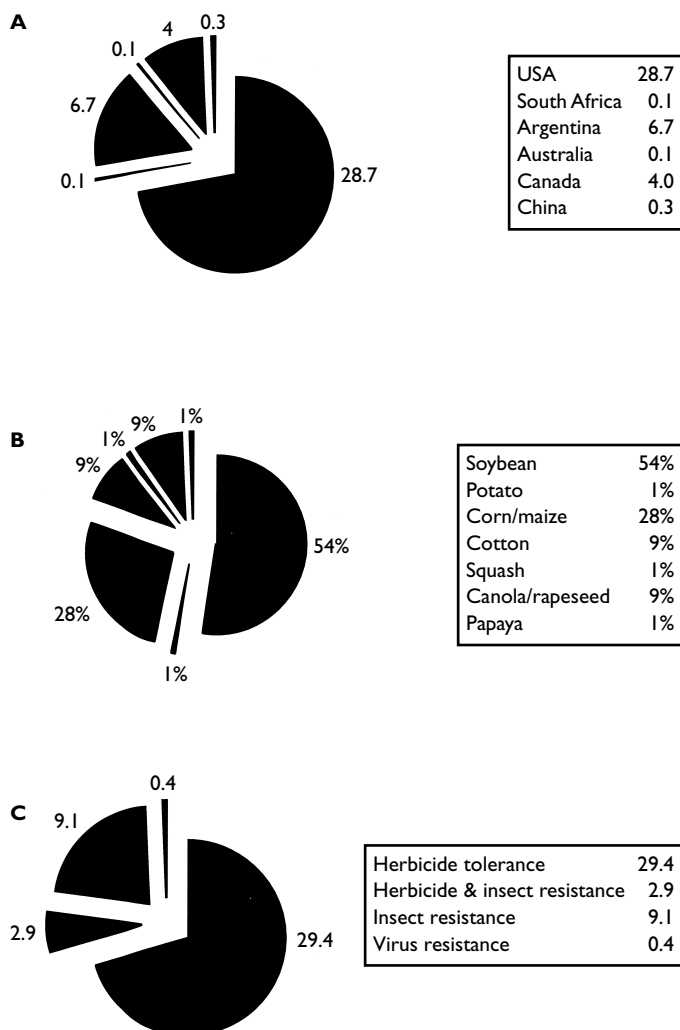 A
0.3
4
0.1
6.7
0.1
28.7
USA 28.7
South Africa 0.1
Argentina 6.7
Australia 0.1
Canada 4.0
China 0.3
B
1%
9%
1%
9%
28%
1%
54%
Soybean 54%
Potato 1%
Corn/maize 28%
Cotton 9%
Squash 1%
Canola/rapeseed 9%
Papaya 1%
C
0.4
9.1
2.9
29.4
Herbicide tolerance 29.4
Herbicide & insect resistance 2.9
Insect resistance 9.1
Virus resistance 0.4